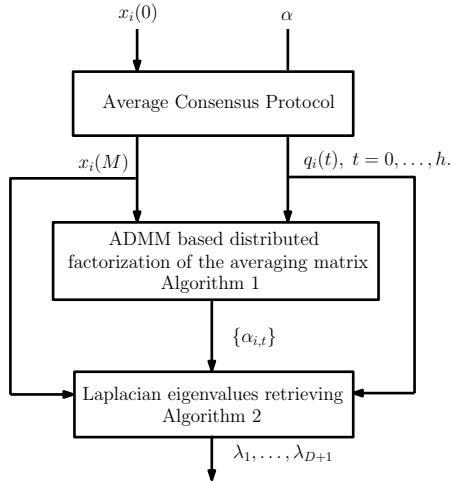 x_i(0) α
Average Consensus Protocol
x_i(M) q_i(t), t = 0, . . . , h.
ADMM based distributed
factorization of the averaging matrix
Algorithm 1
{α_{i,t}}
Laplacian eigenvalues retrieving
Algorithm 2
λ_1, . . . , λ_{D+1}